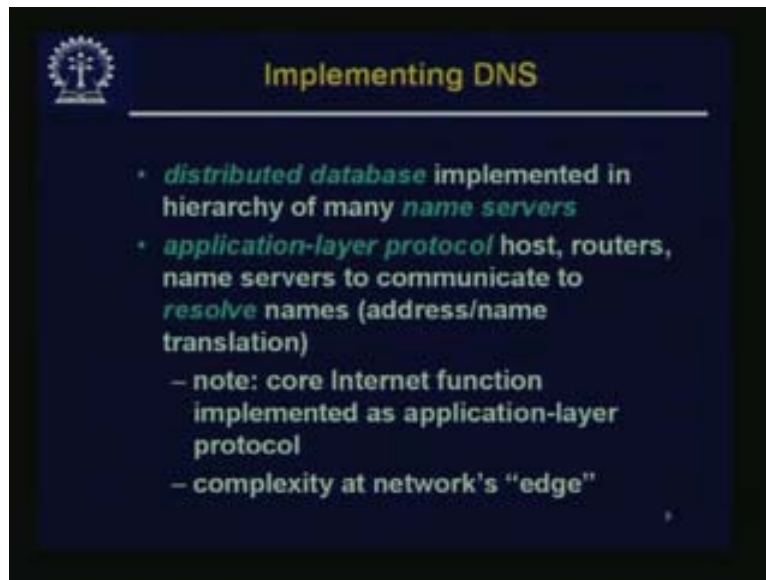 Implementing DNS
• distributed database implemented in
hierarchy of many name servers
• application-layer protocol host, routers,
name servers to communicate to
resolve names (address/name
translation)
– note: core Internet function
implemented as application-layer
protocol
– complexity at network's “edge”